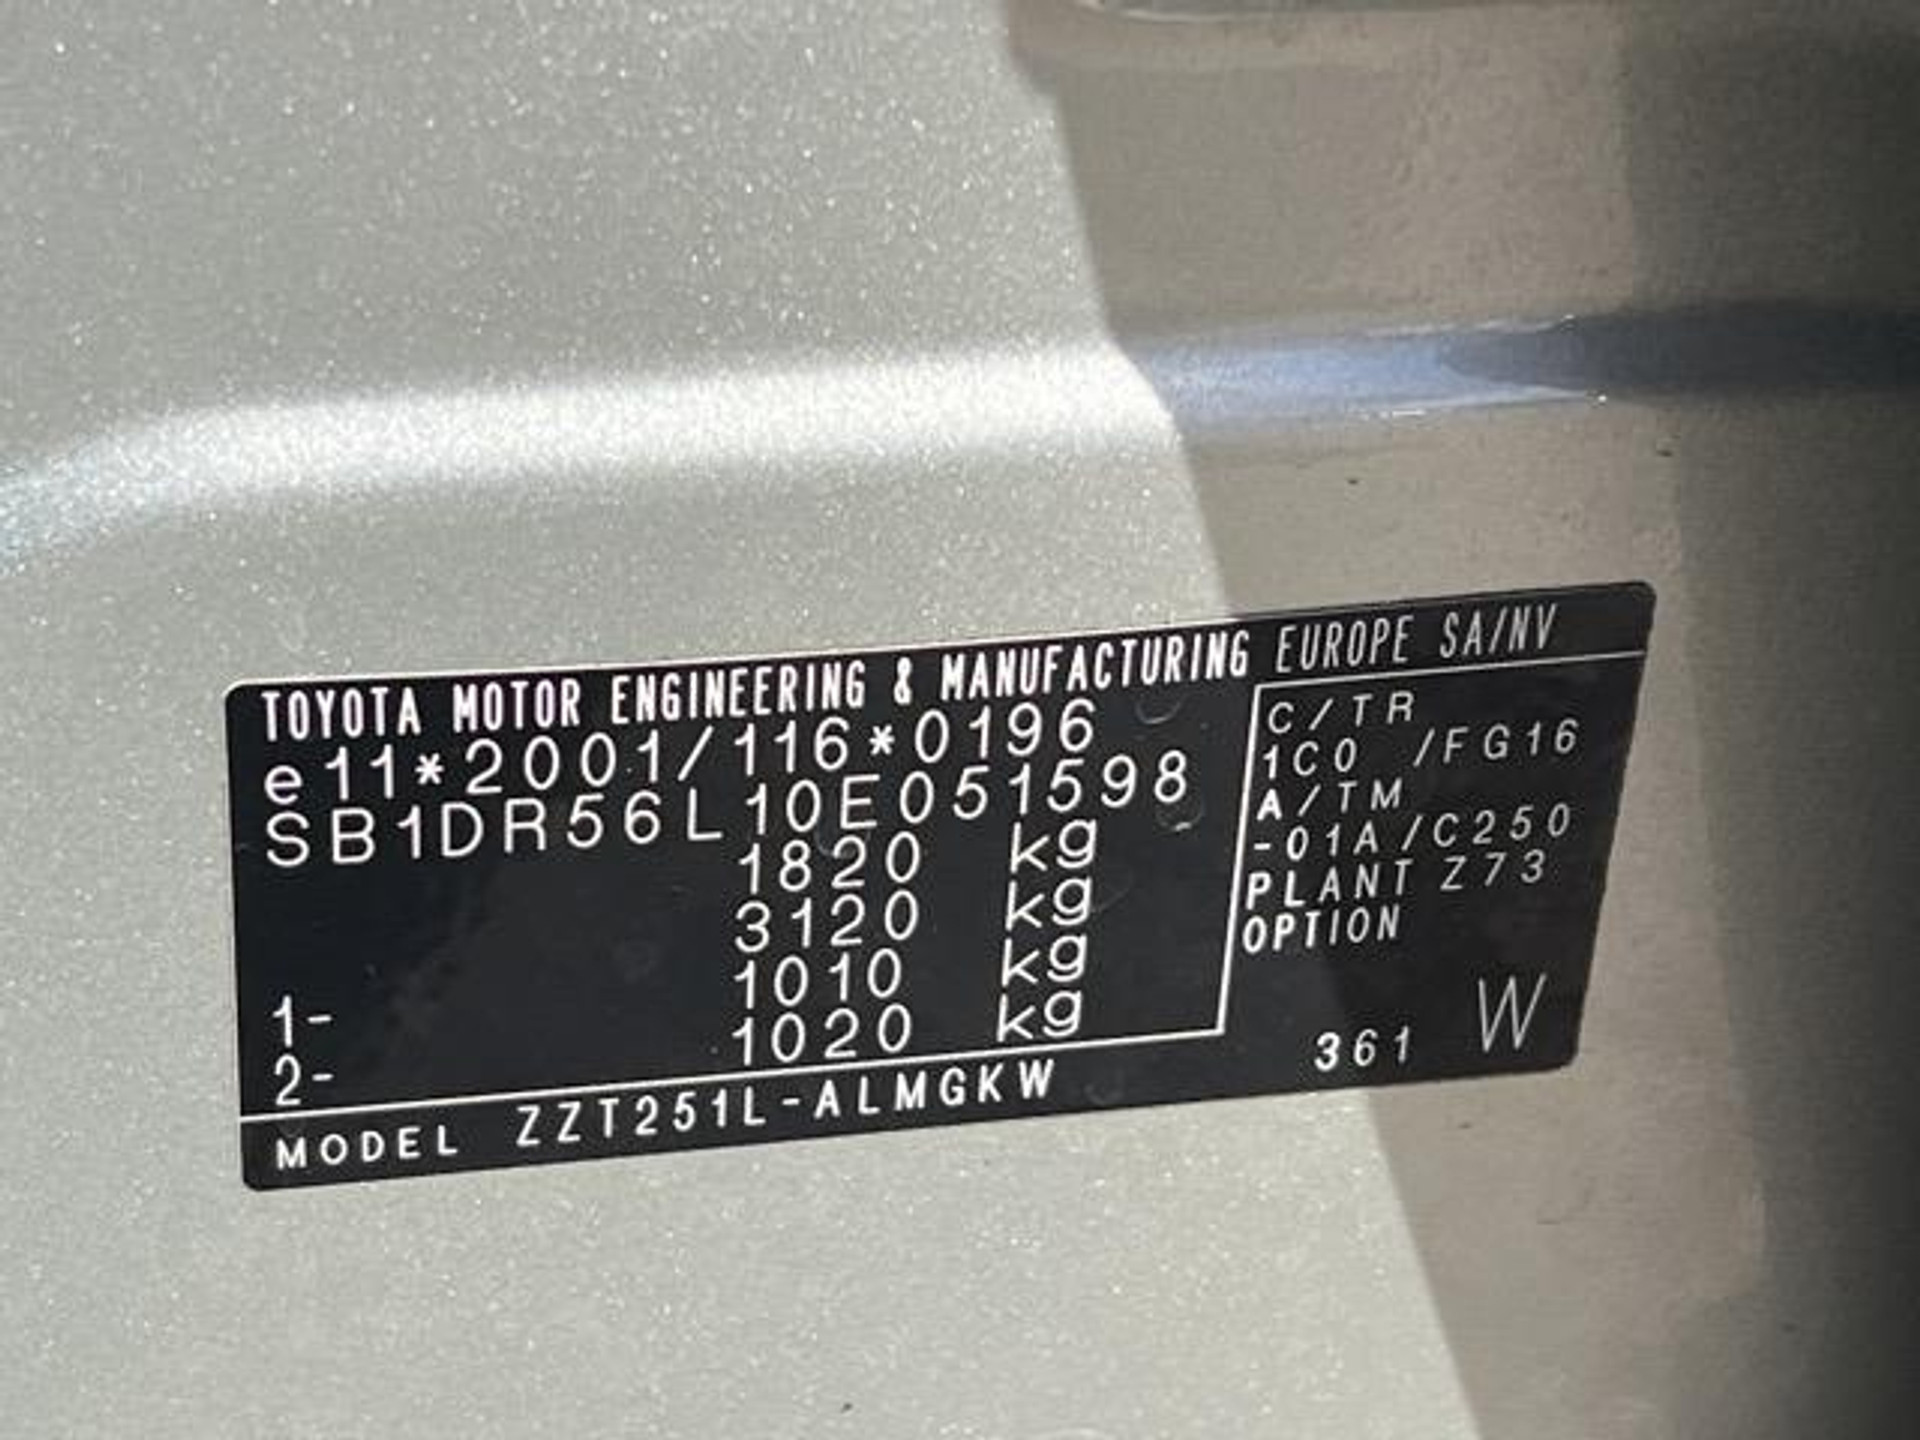 TOYOTA MOTOR ENGINEERING & MANUFACTURING EUROPE SA/NV
e11*2001/116*0196
SB1DR56L10E051598
1820 kg
3120 kg
1- 1010 kg
2- 1020 kg
C/TR
1C0 /FG16
A/TM
-01A/C250
PLANT Z73
OPTION
361 W
MODEL ZZT251L-ALMGKW